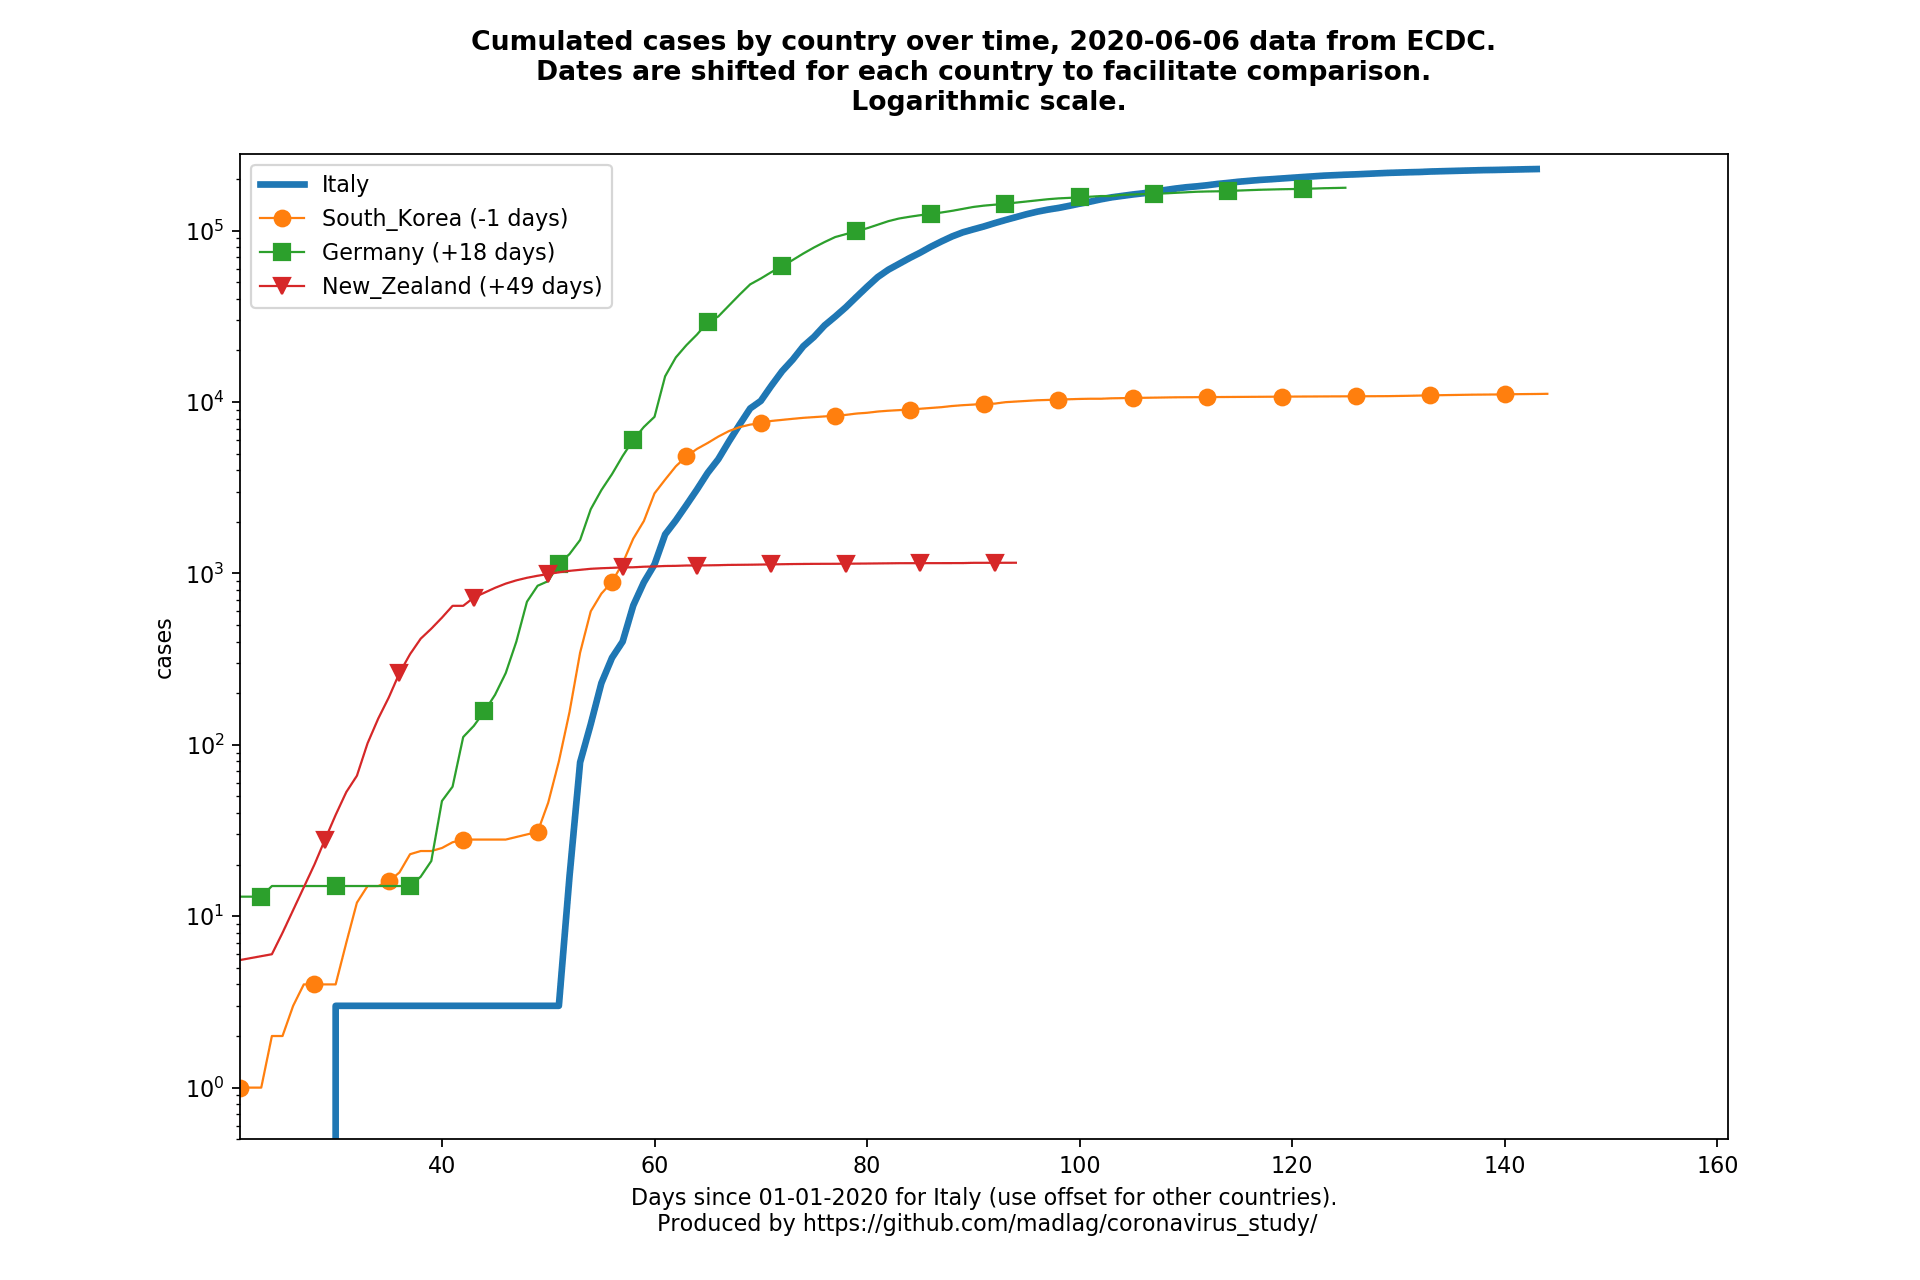 Cumulated cases by country over time, 2020-06-06 data from ECDC.
Dates are shifted for each country to facilitate comparison.
Logarithmic scale.
Italy
South_Korea (-1 days)
Germany (+18 days)
New_Zealand (+49 days)
10^5
10^4
10^3
10^2
10^1
10^0
cases
40 60 80 100 120 140 160
Days since 01-01-2020 for Italy (use offset for other countries).
Produced by https://github.com/madlag/coronavirus_study/